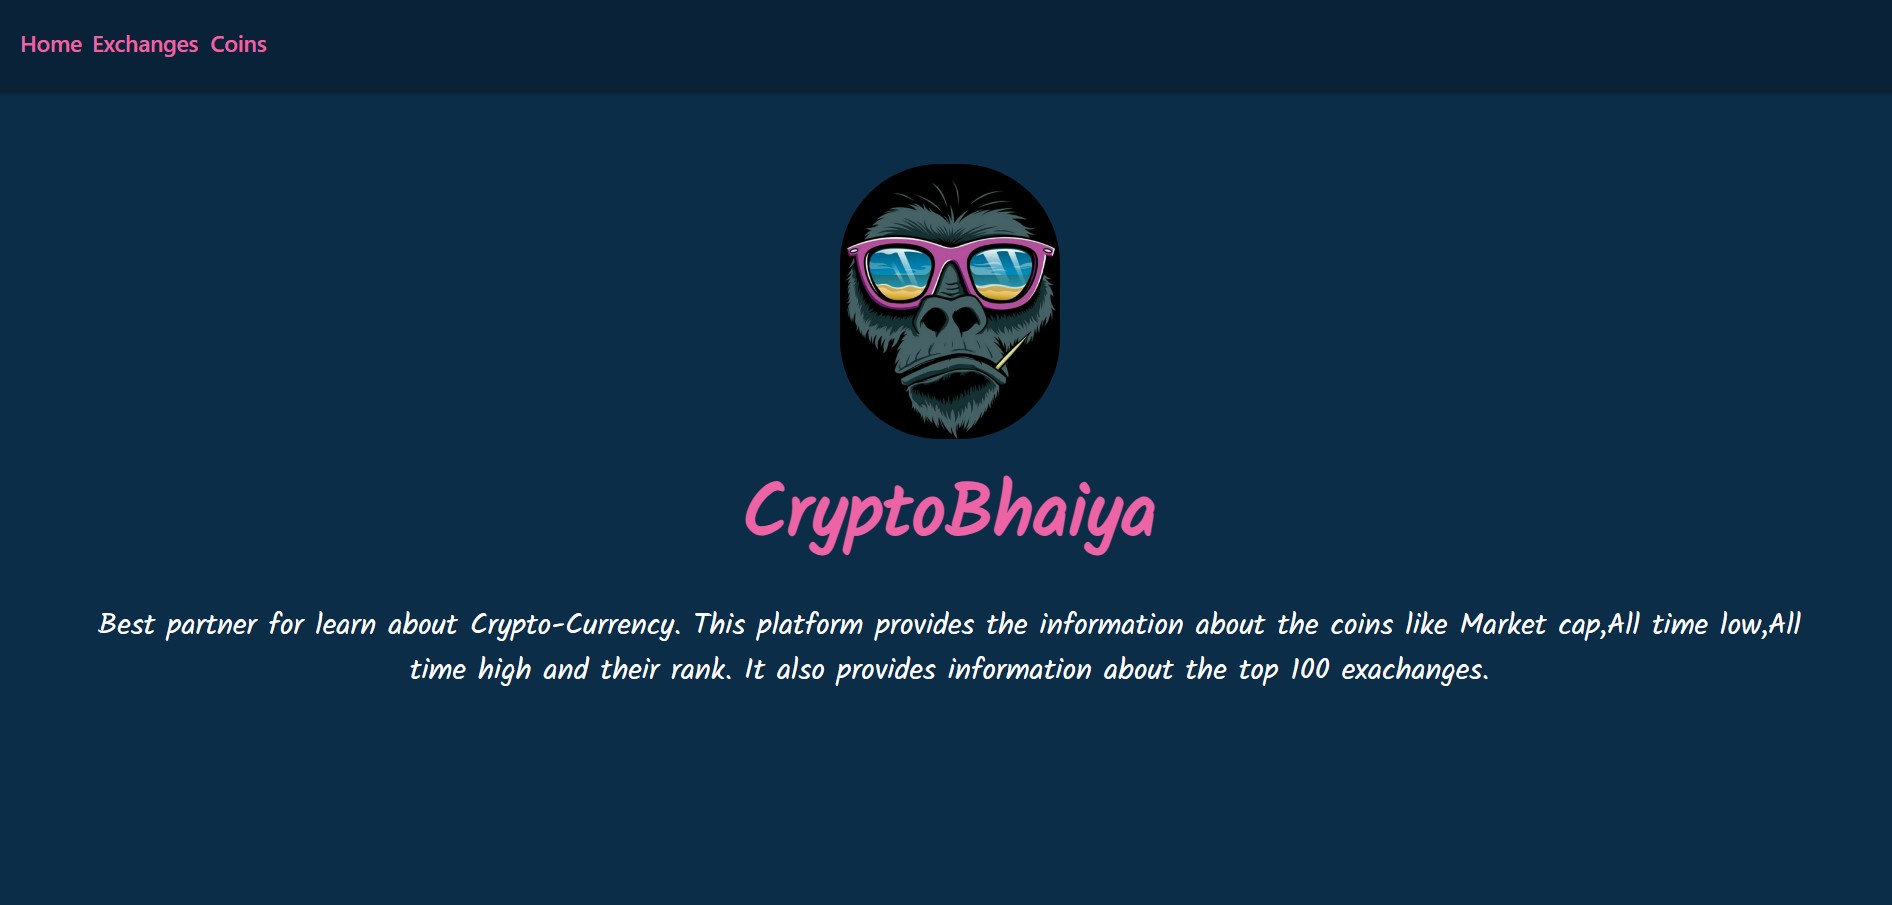 Home Exchanges Coins
CryptoBhaiya
Best partner for learn about Crypto-Currency. This platform provides the information about the coins like Market cap,All time low,All
time high and their rank. It also provides information about the top 100 exachanges.